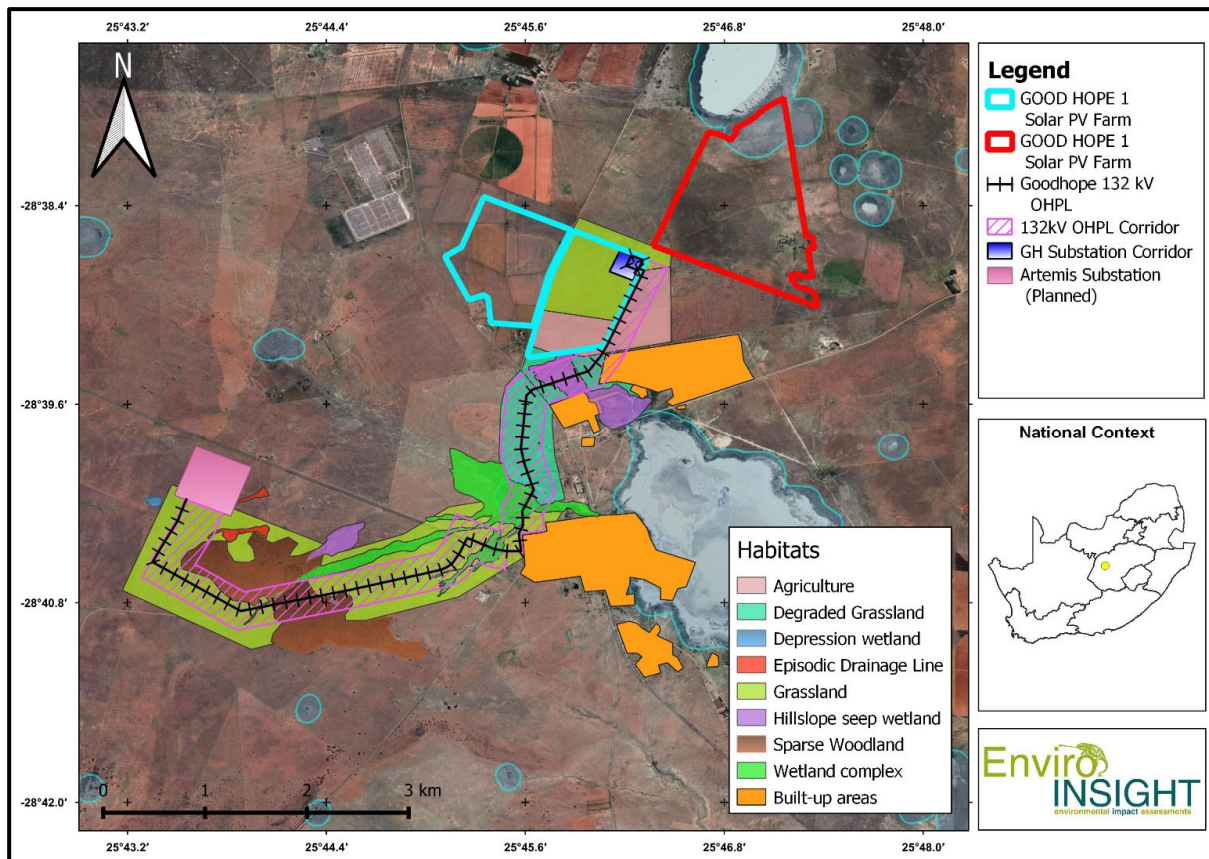 25°43.2'
25°44.4'
25°45.6'
25°46.8'
25°48.0'
N
-28°38.4'
-28°39.6'
-28°40.8'
-28°42.0'
0 1 2 3 km
Habitats
Agriculture
Degraded Grassland
Depression wetland
Episodic Drainage Line
Grassland
Hillslope seep wetland
Sparse Woodland
Wetland complex
Built-up areas
25°43.2'
25°44.4'
25°45.6'
25°46.8'
25°48.0'
Legend
GOOD HOPE 1
Solar PV Farm
GOOD HOPE 1
Solar PV Farm
Goodhope 132 kV
OHPL
132kV OHPL Corridor
GH Substation Corridor
Artemis Substation
(Planned)
National Context
Enviro
INSIGHT
environmental impact assessments